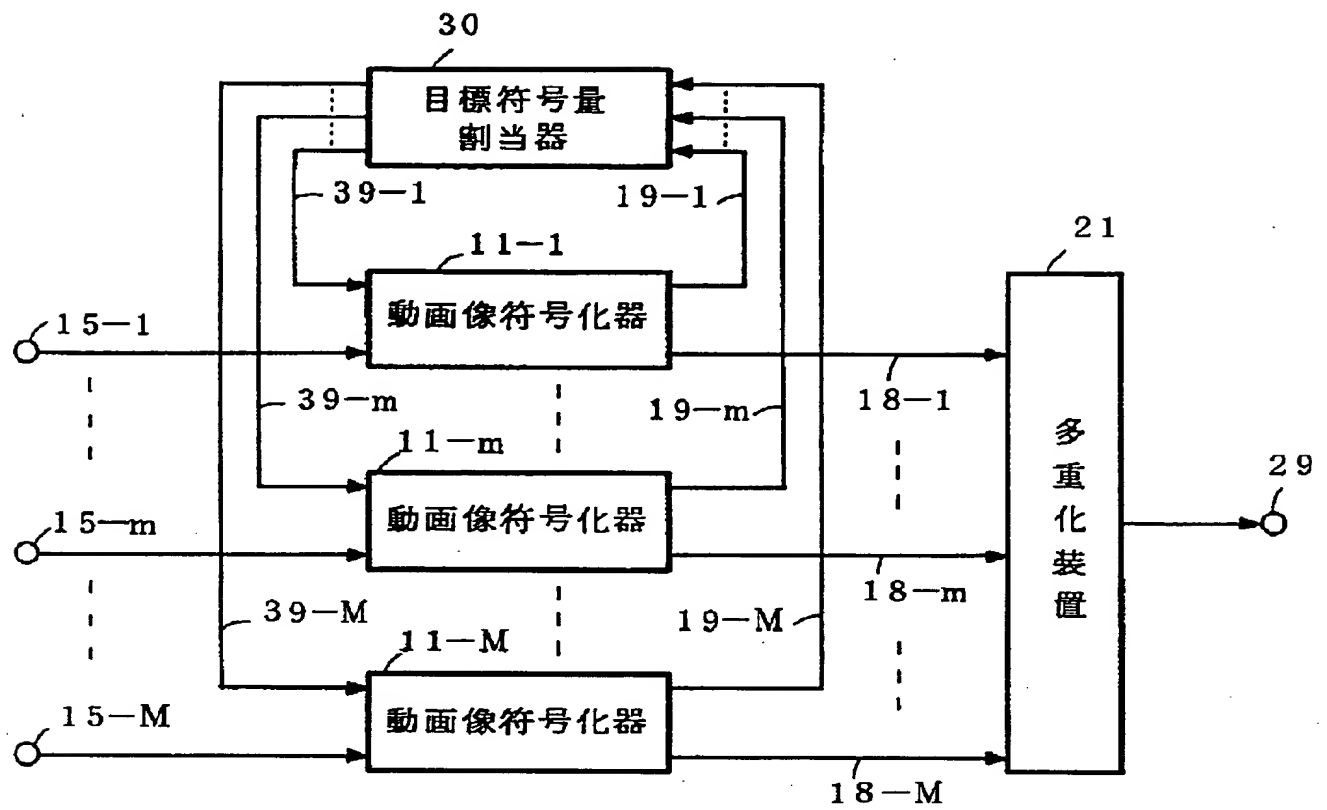 30
目標符号量
割当器
39-1
19-1
21
11-1
動画像符号化器
15-1
18-1
39-m
19-m
11-m
動画像符号化器
15-m
18-m
多重化装置
29
39-M
19-M
11-M
動画像符号化器
15-M
18-M